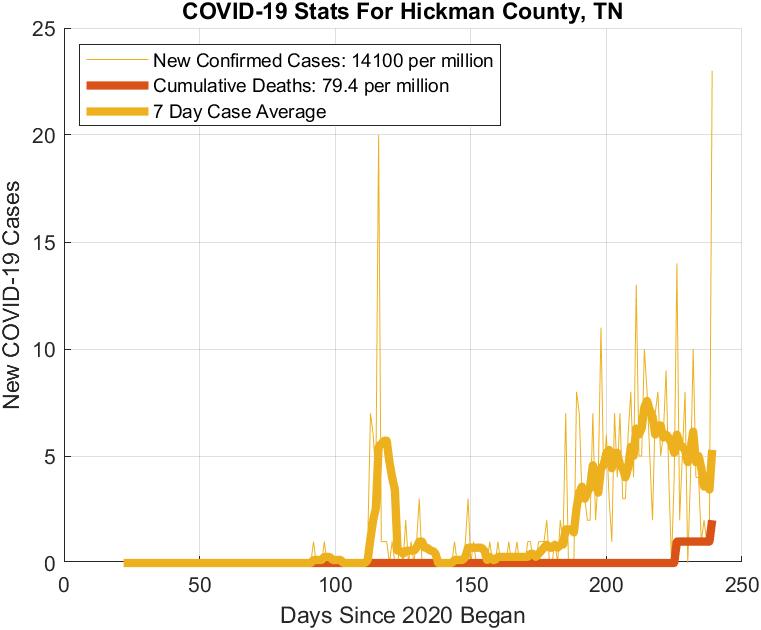 COVID-19 Stats For Hickman County, TN
25
20
15
10
5
0
New COVID-19 Cases
New Confirmed Cases: 14100 per million
Cumulative Deaths: 79.4 per million
7 Day Case Average
0
50
100
150
200
250
Days Since 2020 Began